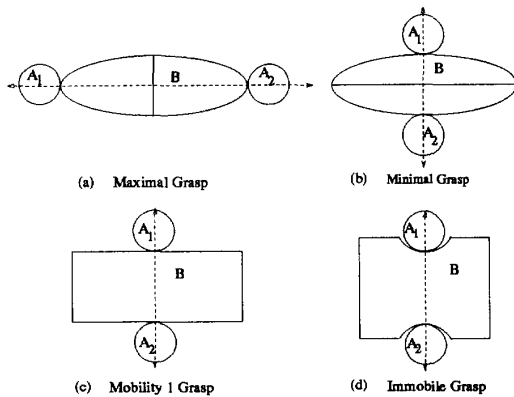 A1 B A2
(a) Maximal Grasp
A1
B
A2
(b) Minimal Grasp
A1
B
A2
(c) Mobility 1 Grasp
A1
B
A2
(d) Immobile Grasp